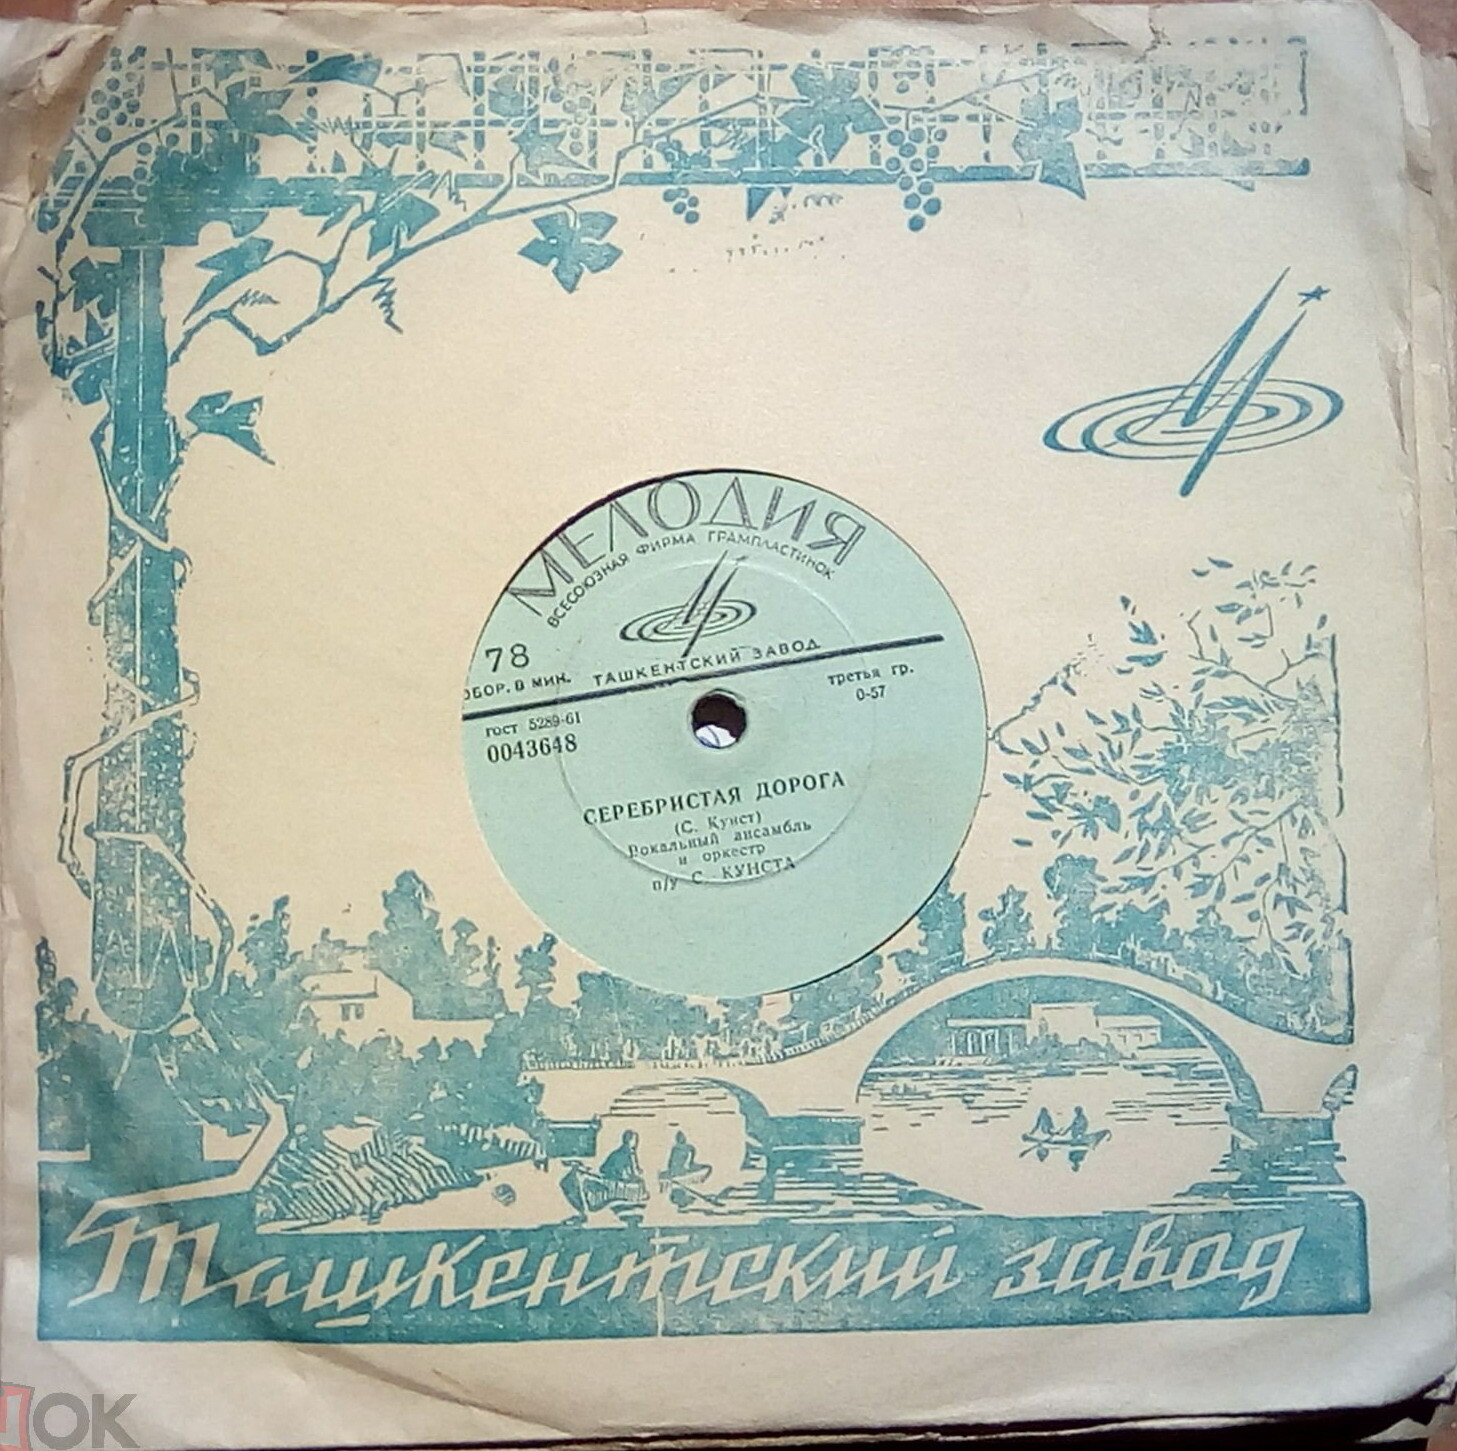 МЕЛОДИЯ
ВСЕСОЮЗНАЯ ФИРМА ГРАМПЛАСТИНОК
78
ОБОР. В МИН.
ТАШКЕНТСКИЙ ЗАВОД
третья гр.
0-57
ГОСТ 5289-61
0043648
СЕРЕБРИСТАЯ ДОРОГА
(С. Кунст)
Вокальный ансамбль
и оркестр
п/у С. КУНСТА
Ташкентский завод
ДОК